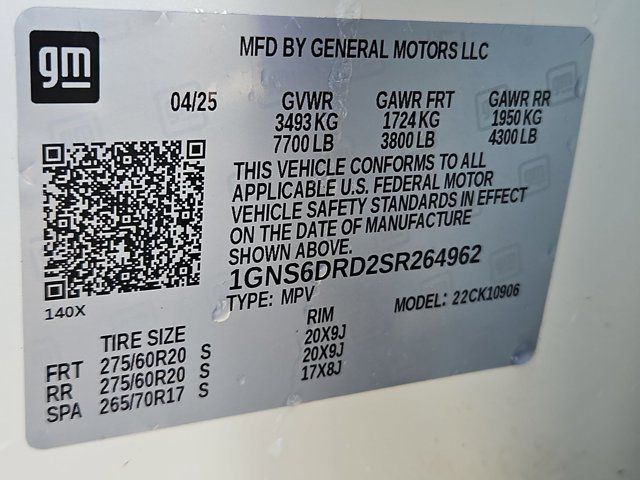 gm
MFD BY GENERAL MOTORS LLC
04/25 GVWR GAWR FRT GAWR RR
3493 KG 1724 KG 1950 KG
7700 LB 3800 LB 4300 LB
THIS VEHICLE CONFORMS TO ALL
APPLICABLE U.S. FEDERAL MOTOR
VEHICLE SAFETY STANDARDS IN EFFECT
ON THE DATE OF MANUFACTURE
SHOWN ABOVE.
1GNS6DRD2SR264962
TYPE: MPV MODEL: 22CK10906
140X
TIRE SIZE RIM
FRT 275/60R20 S 20X9J
RR 275/60R20 S 20X9J
SPA 265/70R17 S 17X8J